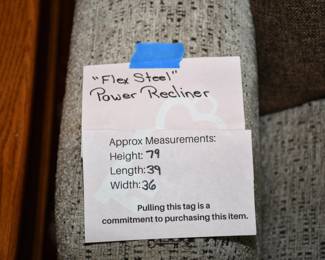 "Flex Steel"
Power Recliner
Approx Measurements:
Height: 79
Length: 39
Width: 36
Pulling this tag is a
commitment to purchasing this item.